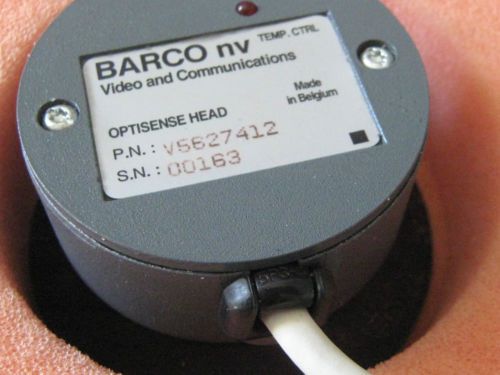 TEMP. CTRL
BARCO nv
Video and Communications
OPTISENSE HEAD
Made
in Belgium
P.N.: V5627412
S.N.: 00163